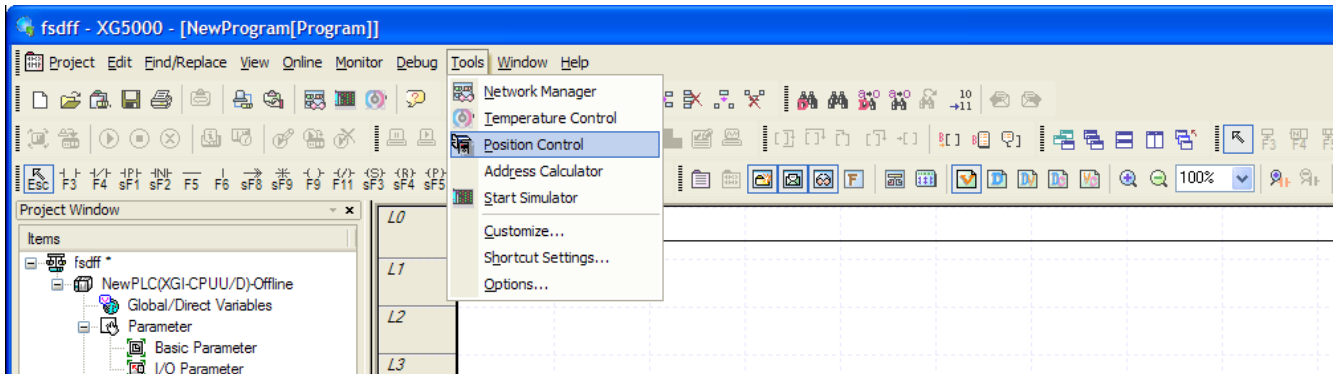 fsdff - XG5000 - [NewProgram[Program]]
Project Edit Find/Replace View Online Monitor Debug Tools Window Help
Network Manager
Temperature Control
Position Control
Address Calculator
Start Simulator
Customize...
Shortcut Settings...
Options...
Esc F3 F4 sF1 sF2 F5 F6 sF8 sF9 F9 F11 sF3 sF4 sF5
100%
Project Window
Items
fsdff *
NewPLC(XGI-CPUU/D)-Offline
Global/Direct Variables
Parameter
Basic Parameter
I/O Parameter
L0
L1
L2
L3